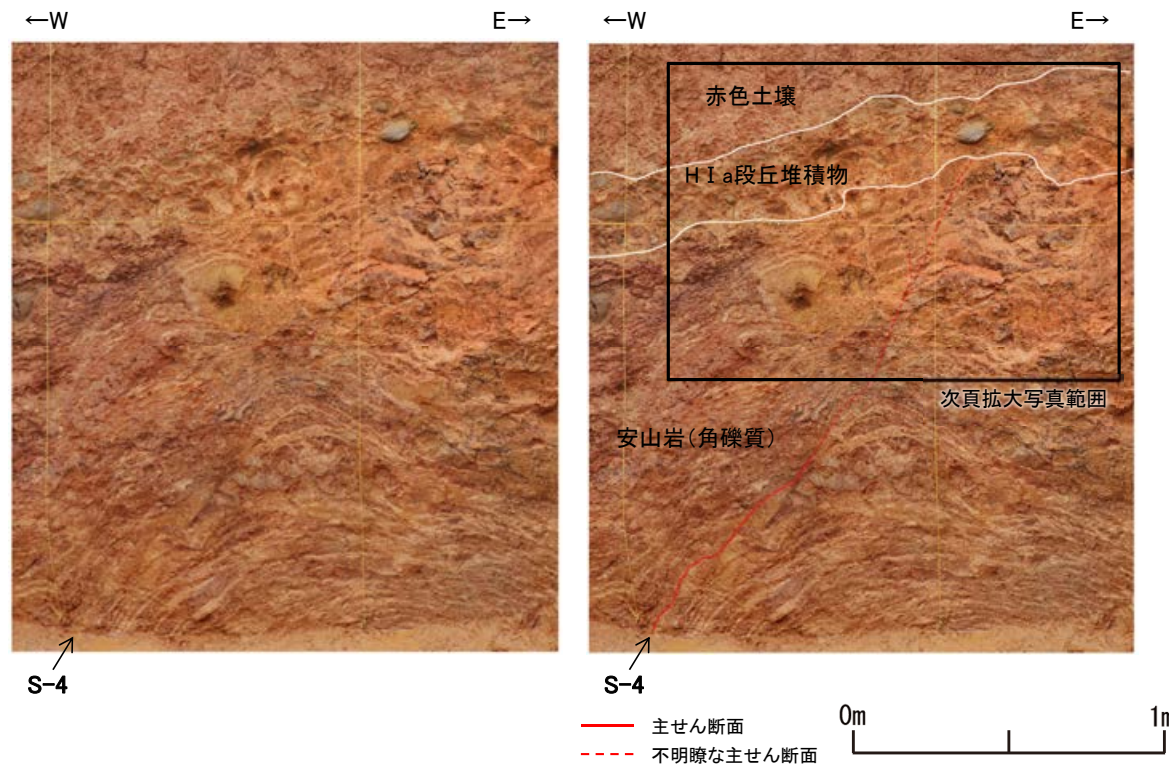 ←W E→
←W E→
赤色土壌
HⅠa段丘堆積物
次頁拡大写真範囲
安山岩(角礫質)
S-4
S-4
主せん断面
不明瞭な主せん断面
0m 1m